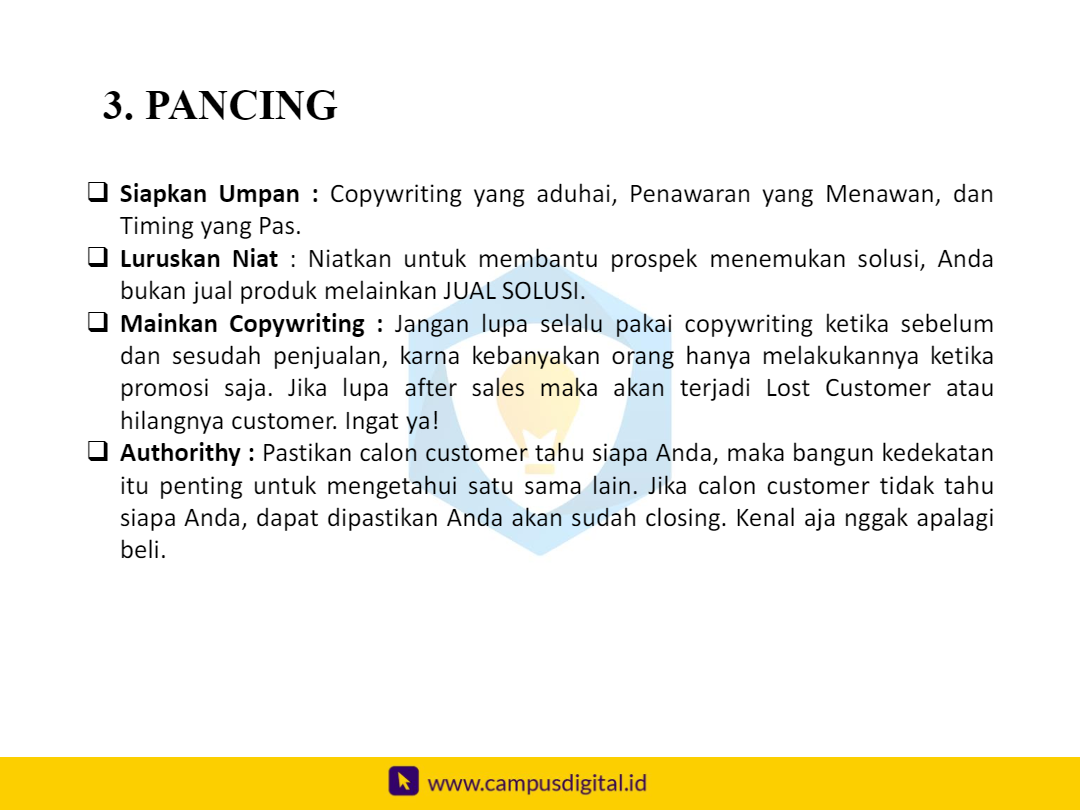 3. PANCING
Siapkan Umpan : Copywriting yang aduhai, Penawaran yang Menawan, dan
Timing yang Pas.
Luruskan Niat : Niatkan untuk membantu prospek menemukan solusi, Anda
bukan jual produk melainkan JUAL SOLUSI.
Mainkan Copywriting : Jangan lupa selalu pakai copywriting ketika sebelum
dan sesudah penjualan, karna kebanyakan orang hanya melakukannya ketika
promosi saja. Jika lupa after sales maka akan terjadi Lost Customer atau
hilangnya customer. Ingat ya!
Authorithy : Pastikan calon customer tahu siapa Anda, maka bangun kedekatan
itu penting untuk mengetahui satu sama lain. Jika calon customer tidak tahu
siapa Anda, dapat dipastikan Anda akan sudah closing. Kenal aja nggak apalagi
beli.
www.campusdigital.id